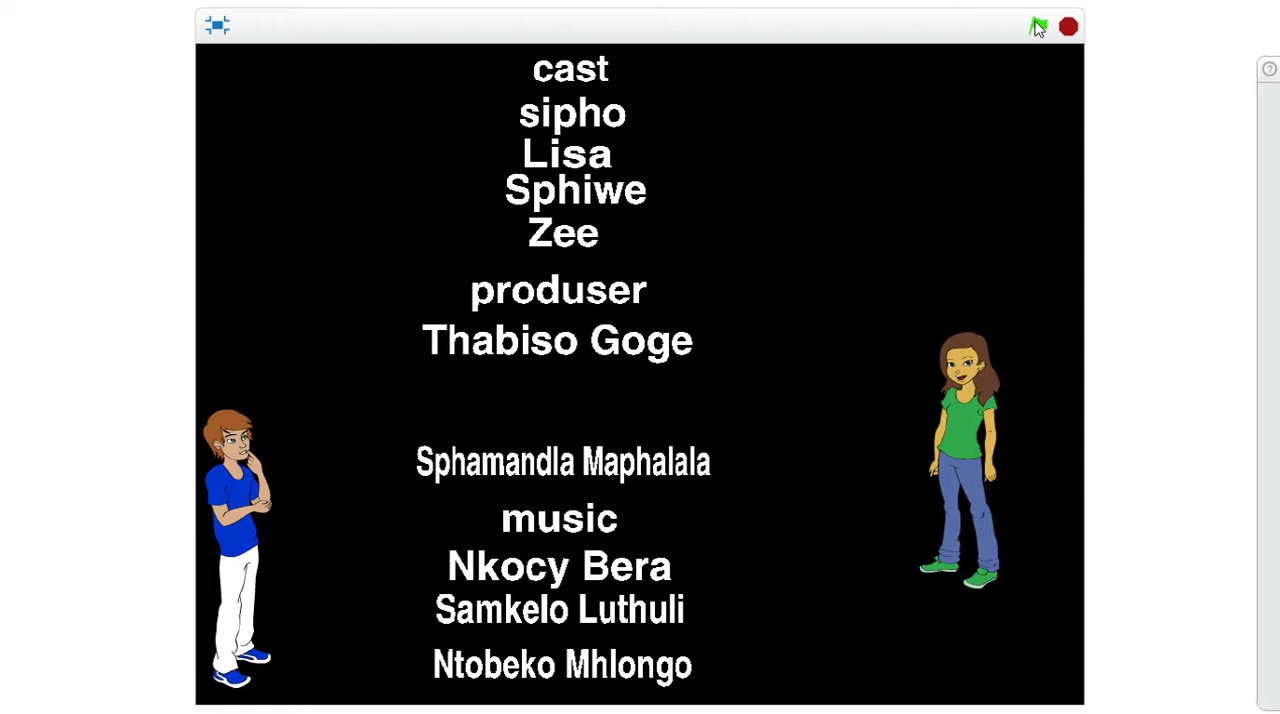 cast
sipho
Lisa
Sphiwe
Zee
produser
Thabiso Goge
Sphamandla Maphalala
music
Nkocy Bera
Samkelo Luthuli
Ntobeko Mhlongo
?